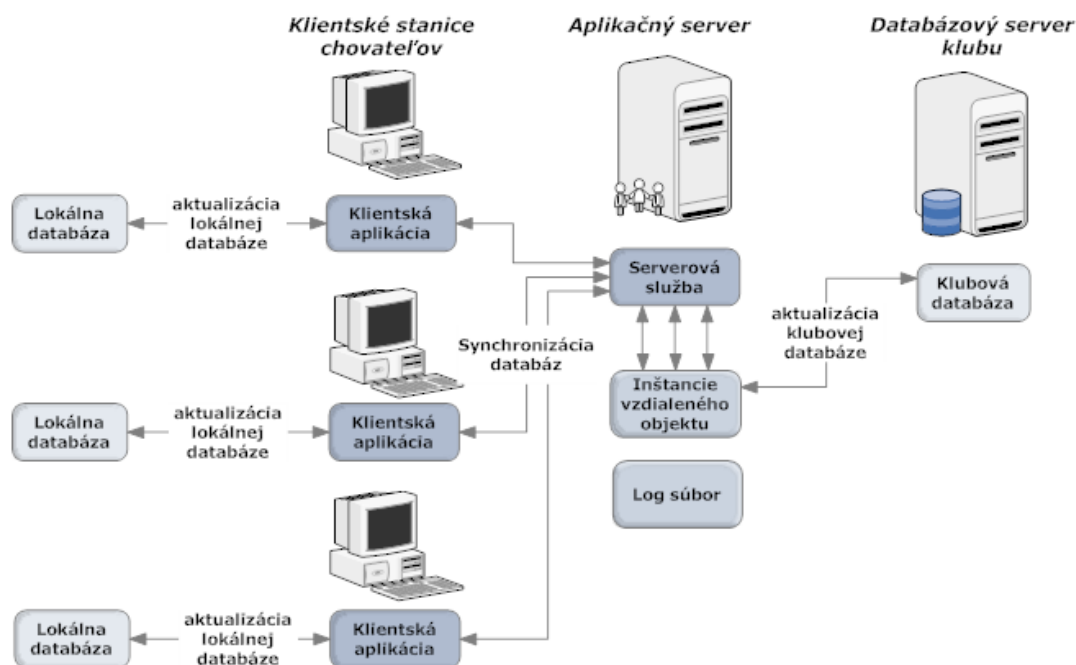 Klientské stanice
chovateľov
Aplikačný server
Databázový server
klubu
Lokálna
databáza
aktualizácia
lokálnej
databáze
Klientská
aplikácia
Serverová
služba
Klubová
databáza
aktualizácia
klubovej
databáze
Synchronizácia
databáz
Inštancie
vzdialeného
objektu
Lokálna
databáza
aktualizácia
lokálnej
databáze
Klientská
aplikácia
Log súbor
Lokálna
databáza
aktualizácia
lokálnej
databáze
Klientská
aplikácia